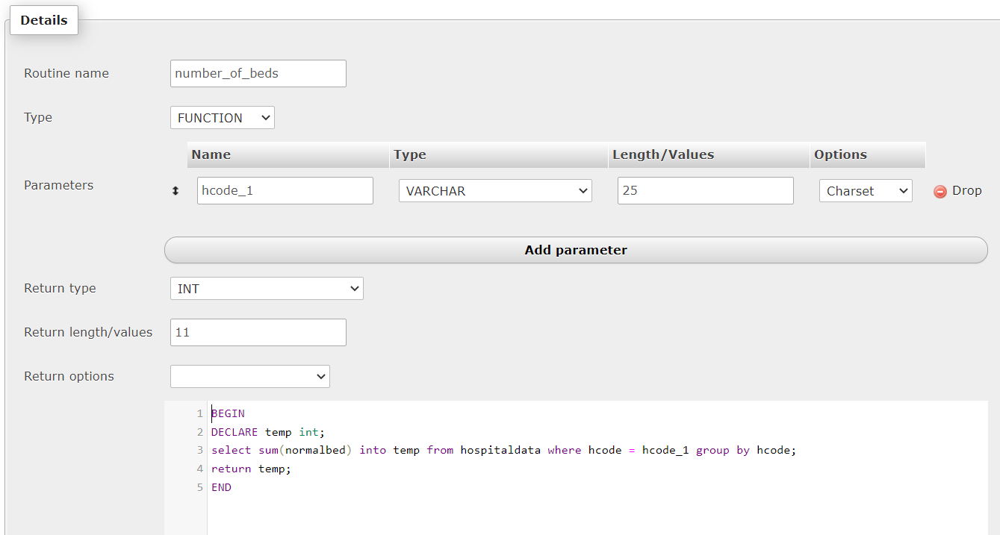 Details
Routine name number_of_beds
Type FUNCTION
Name Type Length/Values Options
Parameters hcode_1 VARCHAR 25 Charset Drop
Add parameter
Return type INT
Return length/values 11
Return options
1 BEGIN
2 DECLARE temp int;
3 select sum(normalbed) into temp from hospitaldata where hcode = hcode_1 group by hcode;
4 return temp;
5 END